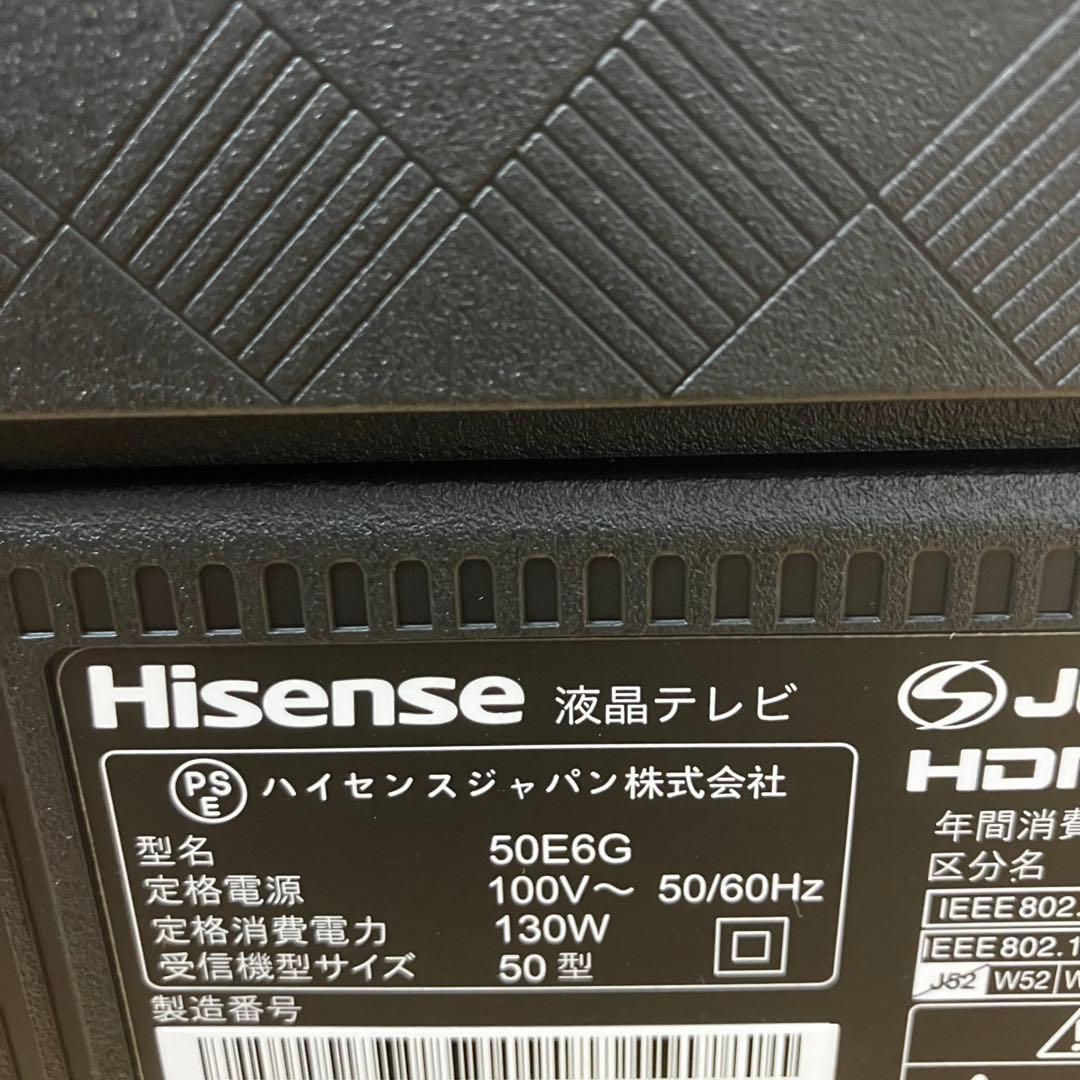 Hisense 液晶テレビ
PSE ハイセンスジャパン株式会社
型名 50E6G
定格電源 100V～ 50/60Hz
定格消費電力 130W
受信機型サイズ 50 型
製造番号
年間消費
区分名
IEEE802.
IEEE802.1
J52 W52